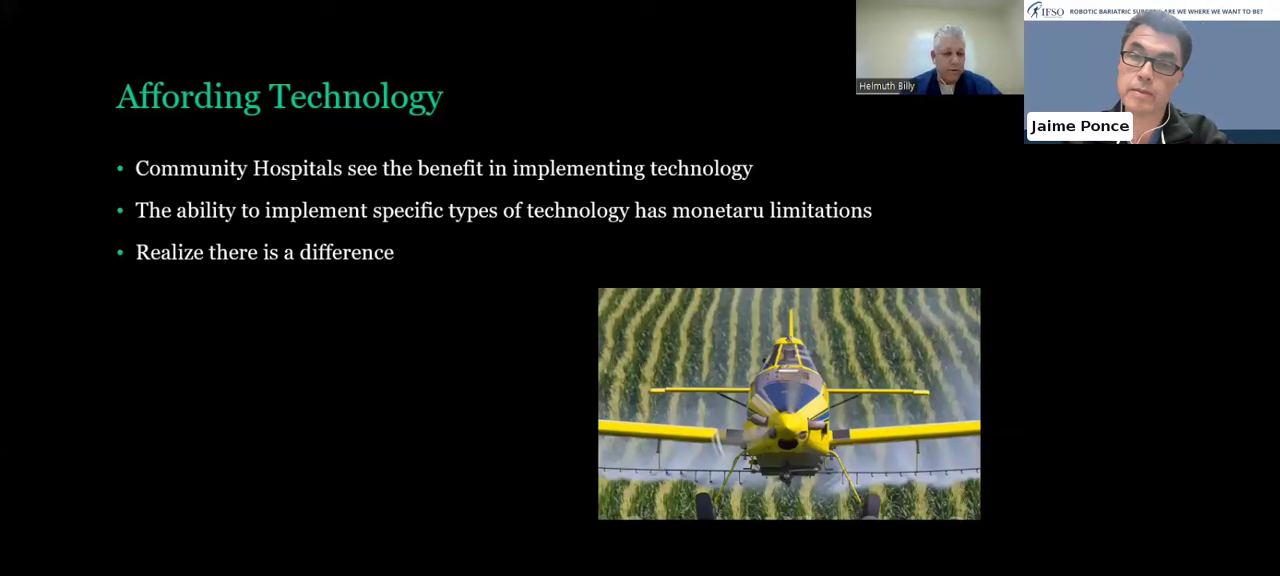 IFSO ROBOTIC BARIATRIC SURGERY: ARE WE WHERE WE WANT TO BE?
Helmuth Billy
Jaime Ponce
Affording Technology
Community Hospitals see the benefit in implementing technology
The ability to implement specific types of technology has monetaru limitations
Realize there is a difference